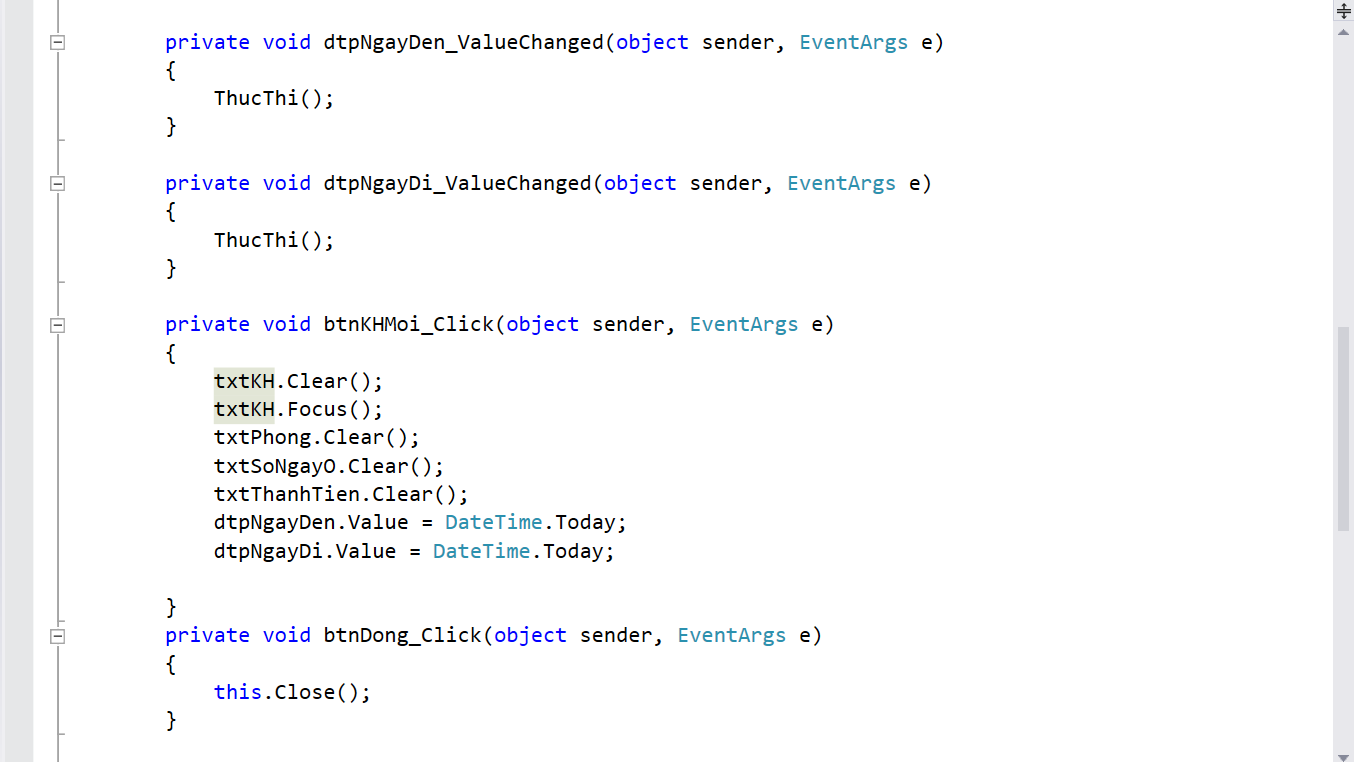 private void dtpNgayDen_ValueChanged(object sender, EventArgs e)
{
ThucThi();
}
private void dtpNgayDi_ValueChanged(object sender, EventArgs e)
{
ThucThi();
}
private void btnKHMoi_Click(object sender, EventArgs e)
{
txtKH.Clear();
txtKH.Focus();
txtPhong.Clear();
txtSoNgayO.Clear();
txtThanhTien.Clear();
dtpNgayDen.Value = DateTime.Today;
dtpNgayDi.Value = DateTime.Today;
}
private void btnDong_Click(object sender, EventArgs e)
{
this.Close();
}